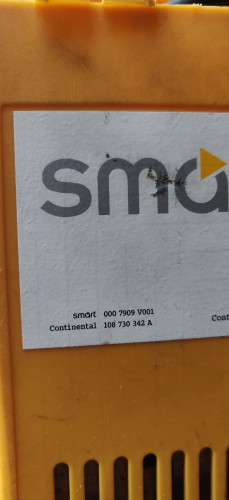 sma
smart 000 7909 V001
Continental 108 730 342 A
Cont